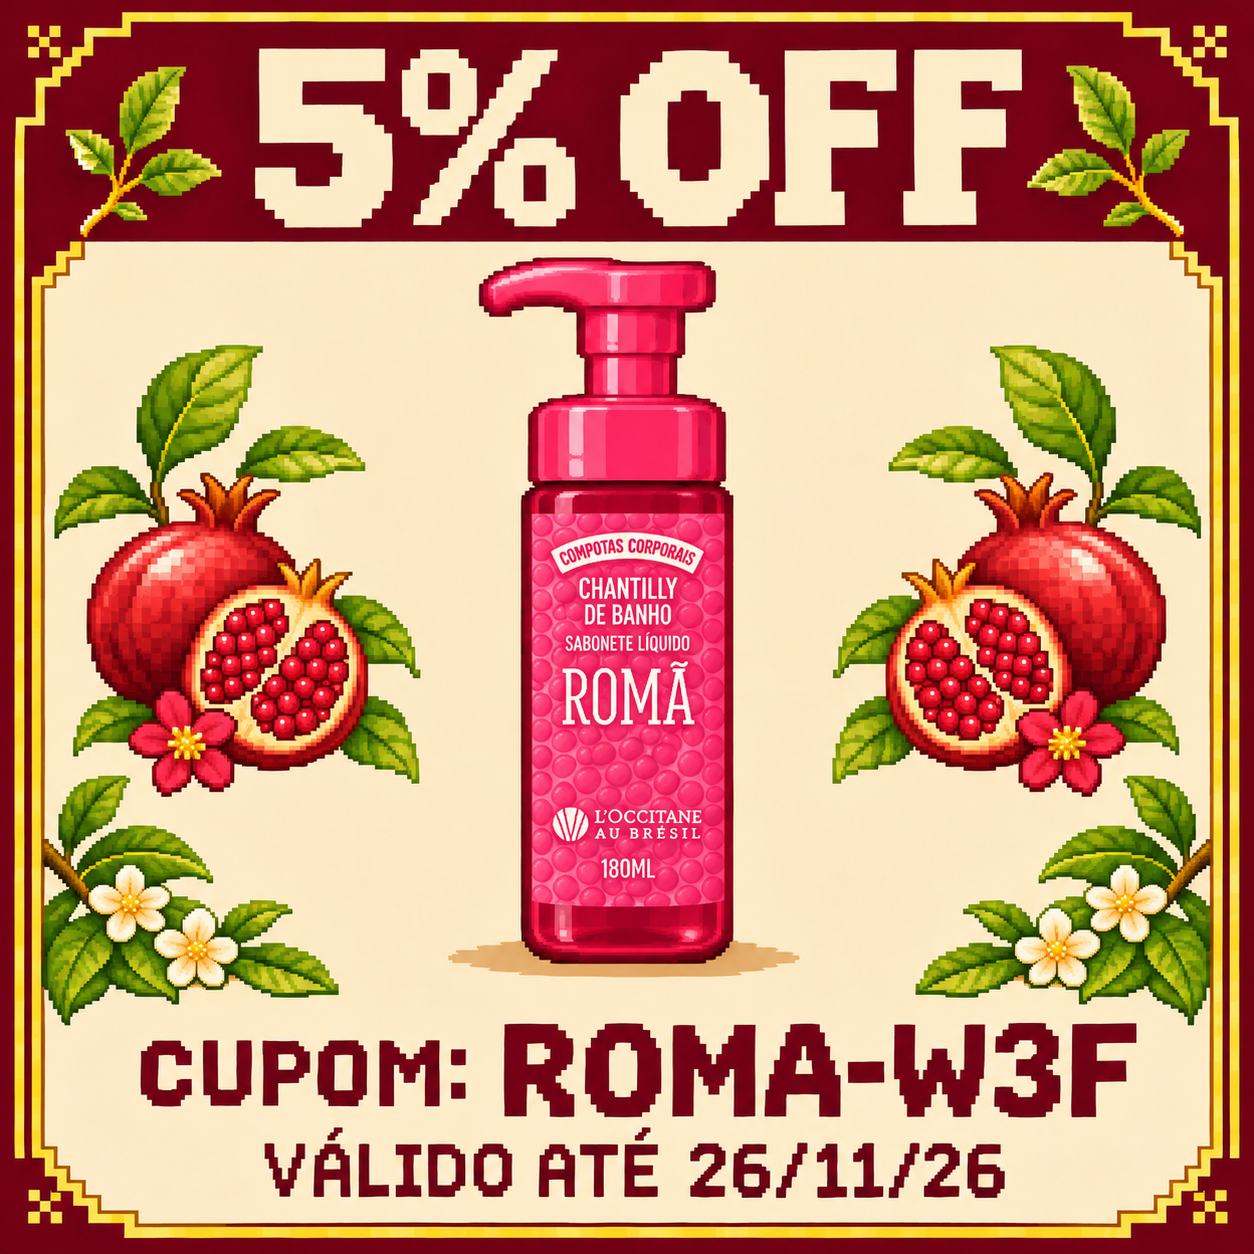 5% OFF
COMPOTAS CORPORAIS
CHANTILLY
DE BANHO
SABONETE LÍQUIDO
ROMÃ
L'OCCITANE
AU BRÉSIL
180ML
CUPOM: ROMA-W3F
VÁLIDO ATÉ 26/11/26